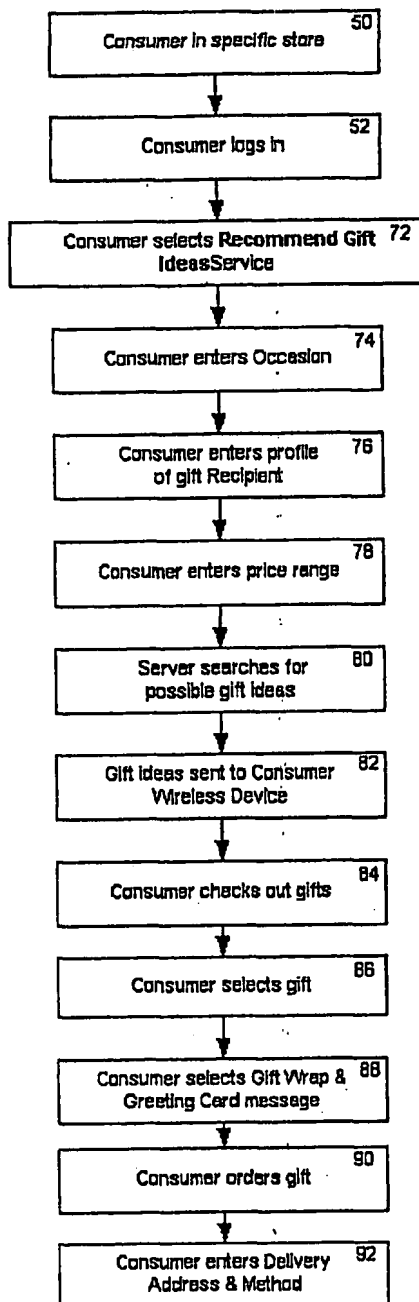 50
Consumer in specific store
52
Consumer logs in
72
Consumer selects Recommend Gift
IdeasService
74
Consumer enters Occasion
76
Consumer enters profile
of gift Recipient
78
Consumer enters price range
80
Server searches for
possible gift ideas
82
Gift ideas sent to Consumer
Wireless Device
84
Consumer checks out gifts
86
Consumer selects gift
88
Consumer selects Gift Wrap &
Greeting Card message
90
Consumer orders gift
92
Consumer enters Delivery
Address & Method